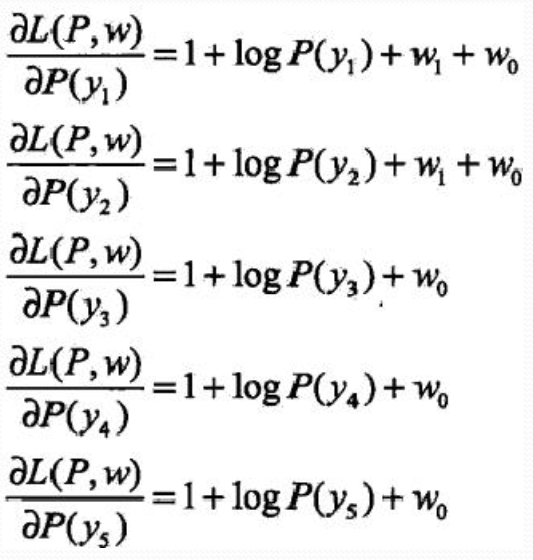 ∂L(P,w)/∂P(y₁) = 1 + log P(y₁) + w₁ + w₀
∂L(P,w)/∂P(y₂) = 1 + log P(y₂) + w₁ + w₀
∂L(P,w)/∂P(y₃) = 1 + log P(y₃) + w₀
∂L(P,w)/∂P(y₄) = 1 + log P(y₄) + w₀
∂L(P,w)/∂P(y₅) = 1 + log P(y₅) + w₀